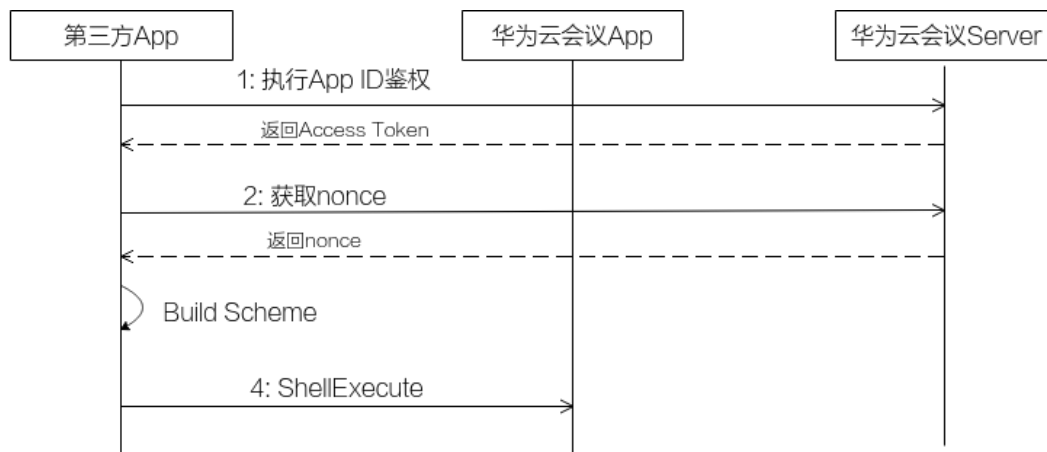 第三方App
华为云会议App
华为云会议Server
1: 执行App ID鉴权
返回Access Token
2: 获取nonce
返回nonce
Build Scheme
4: ShellExecute